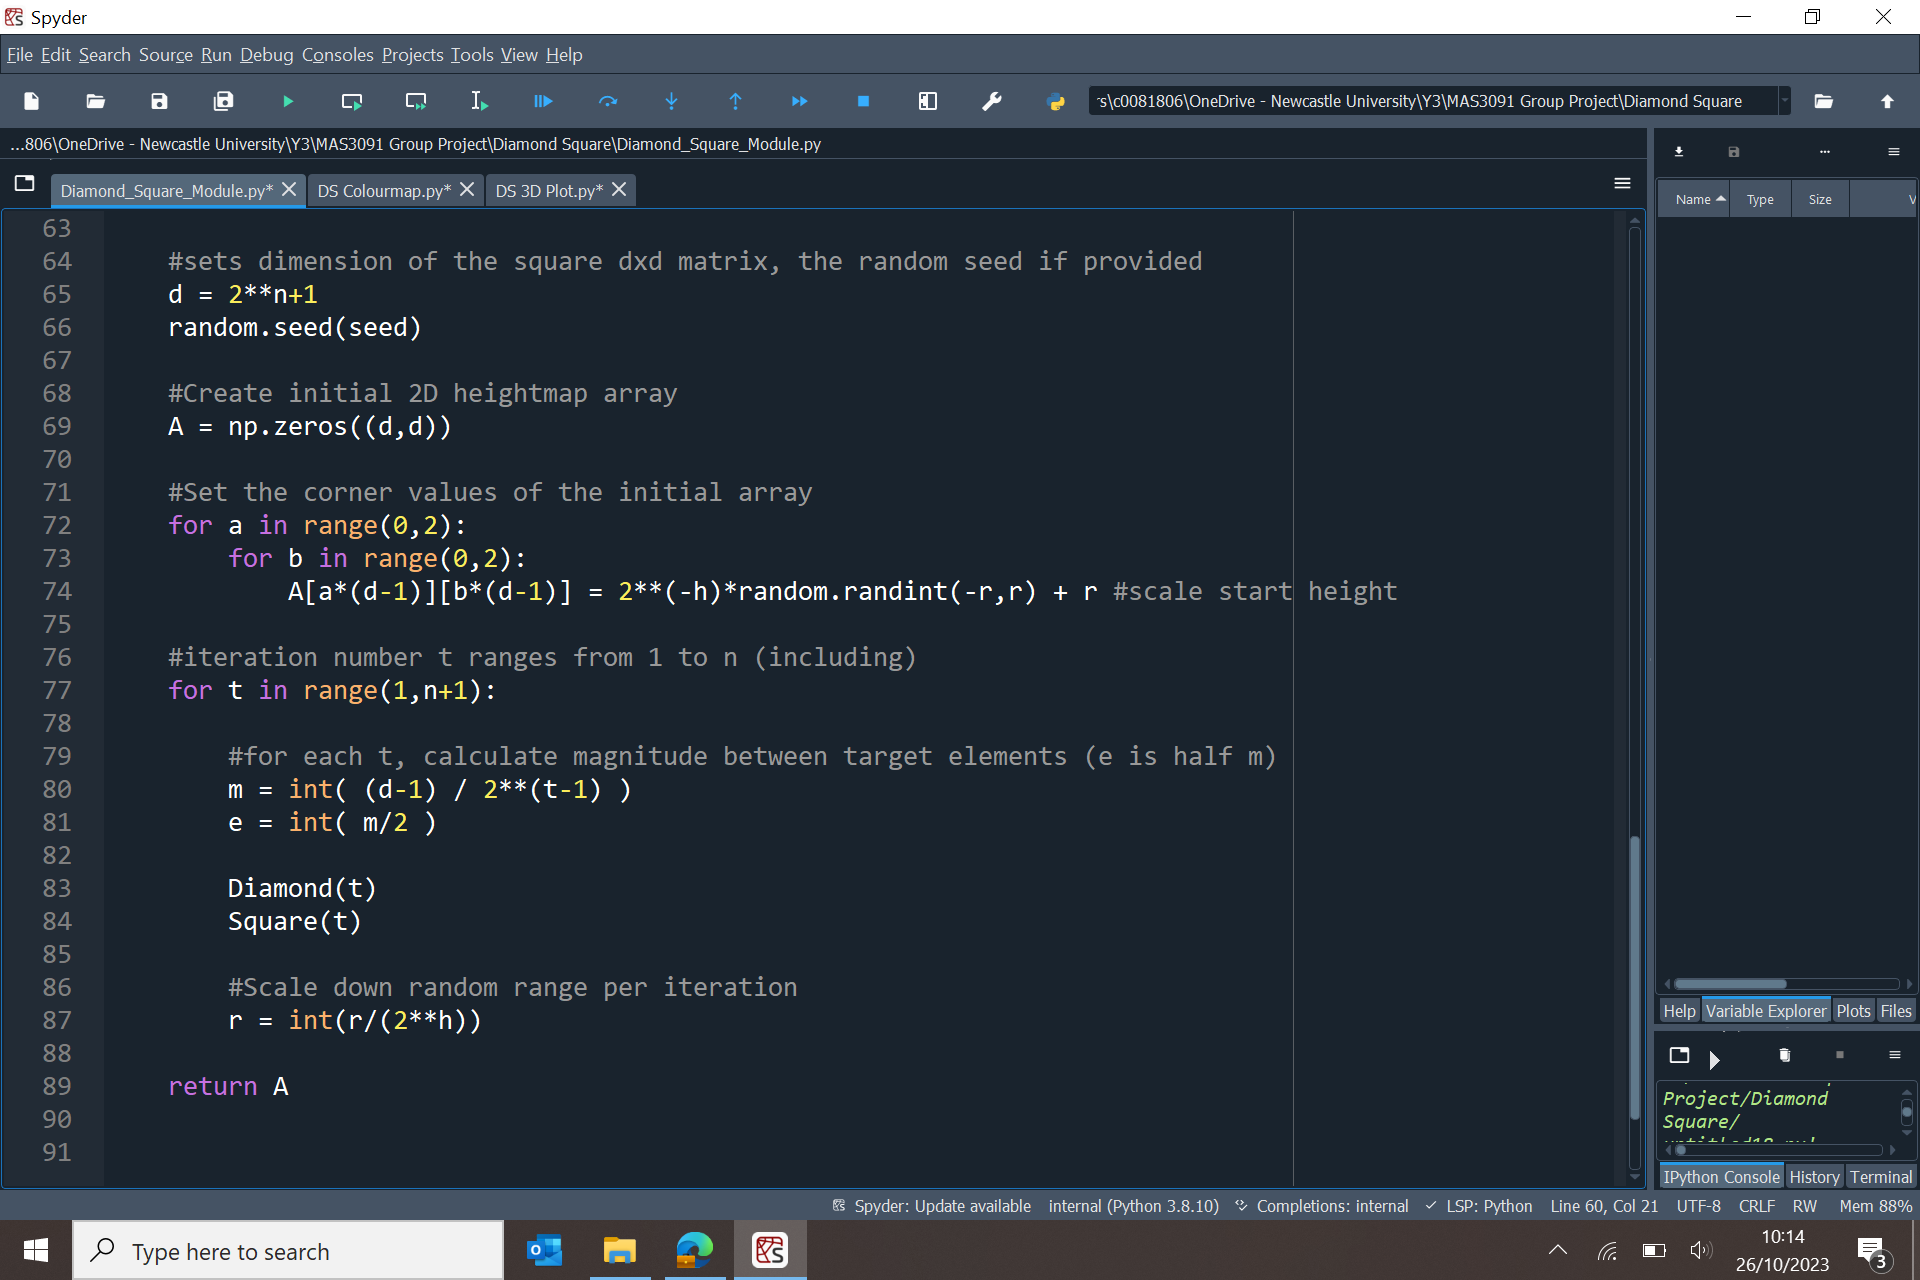 Spyder
File Edit Search Source Run Debug Consoles Projects Tools View Help
s\c0081806\OneDrive - Newcastle University\Y3\MAS3091 Group Project\Diamond Square
...806\OneDrive - Newcastle University\Y3\MAS3091 Group Project\Diamond Square\Diamond_Square_Module.py
Diamond_Square_Module.py* DS Colourmap.py* DS 3D Plot.py*
Name Type Size V
63
64 #sets dimension of the square dxd matrix, the random seed if provided
65 d = 2**n+1
66 random.seed(seed)
67
68 #Create initial 2D heightmap array
69 A = np.zeros((d,d))
70
71 #Set the corner values of the initial array
72 for a in range(0,2):
73 for b in range(0,2):
74 A[a*(d-1)][b*(d-1)] = 2**(-h)*random.randint(-r,r) + r #scale start height
75
76 #iteration number t ranges from 1 to n (including)
77 for t in range(1,n+1):
78
79 #for each t, calculate magnitude between target elements (e is half m)
80 m = int( (d-1) / 2**(t-1) )
81 e = int( m/2 )
82
83 Diamond(t)
84 Square(t)
85
86 #Scale down random range per iteration
87 r = int(r/(2**h))
88
89 return A
90
91
Help Variable Explorer Plots Files
Project/Diamond
Square/
IPython Console History Terminal
Spyder: Update available internal (Python 3.8.10) Completions: internal LSP: Python Line 60, Col 21 UTF-8 CRLF RW Mem 88%
Type here to search
10:14
26/10/2023
3